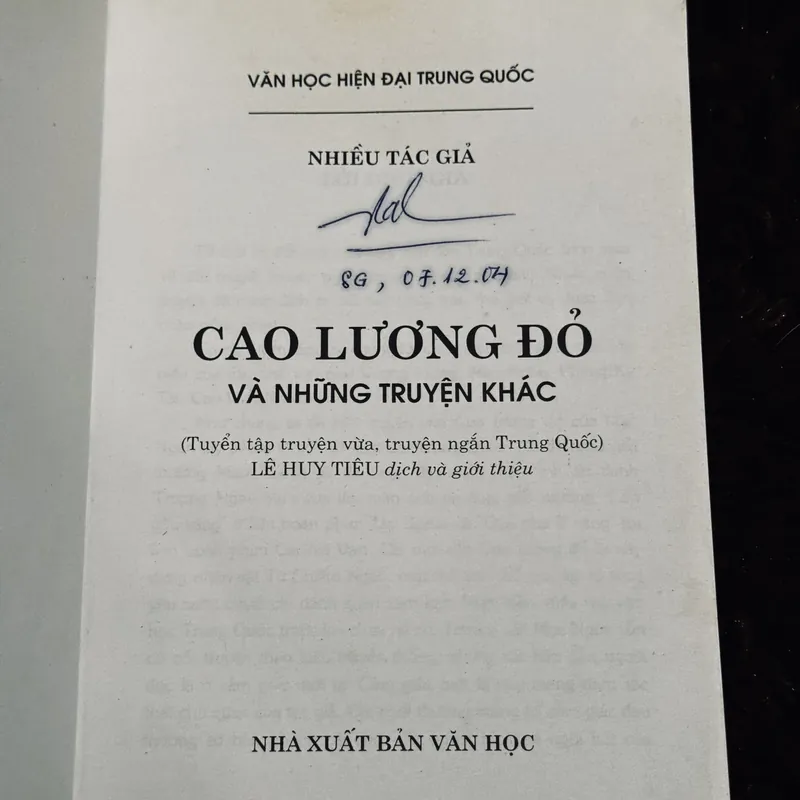 VĂN HỌC HIỆN ĐẠI TRUNG QUỐC
NHIỀU TÁC GIẢ
SG, 07.12.04
CAO LƯƠNG ĐỎ
VÀ NHỮNG TRUYỆN KHÁC
(Tuyển tập truyện vừa, truyện ngắn Trung Quốc)
LÊ HUY TIÊU dịch và giới thiệu
NHÀ XUẤT BẢN VĂN HỌC